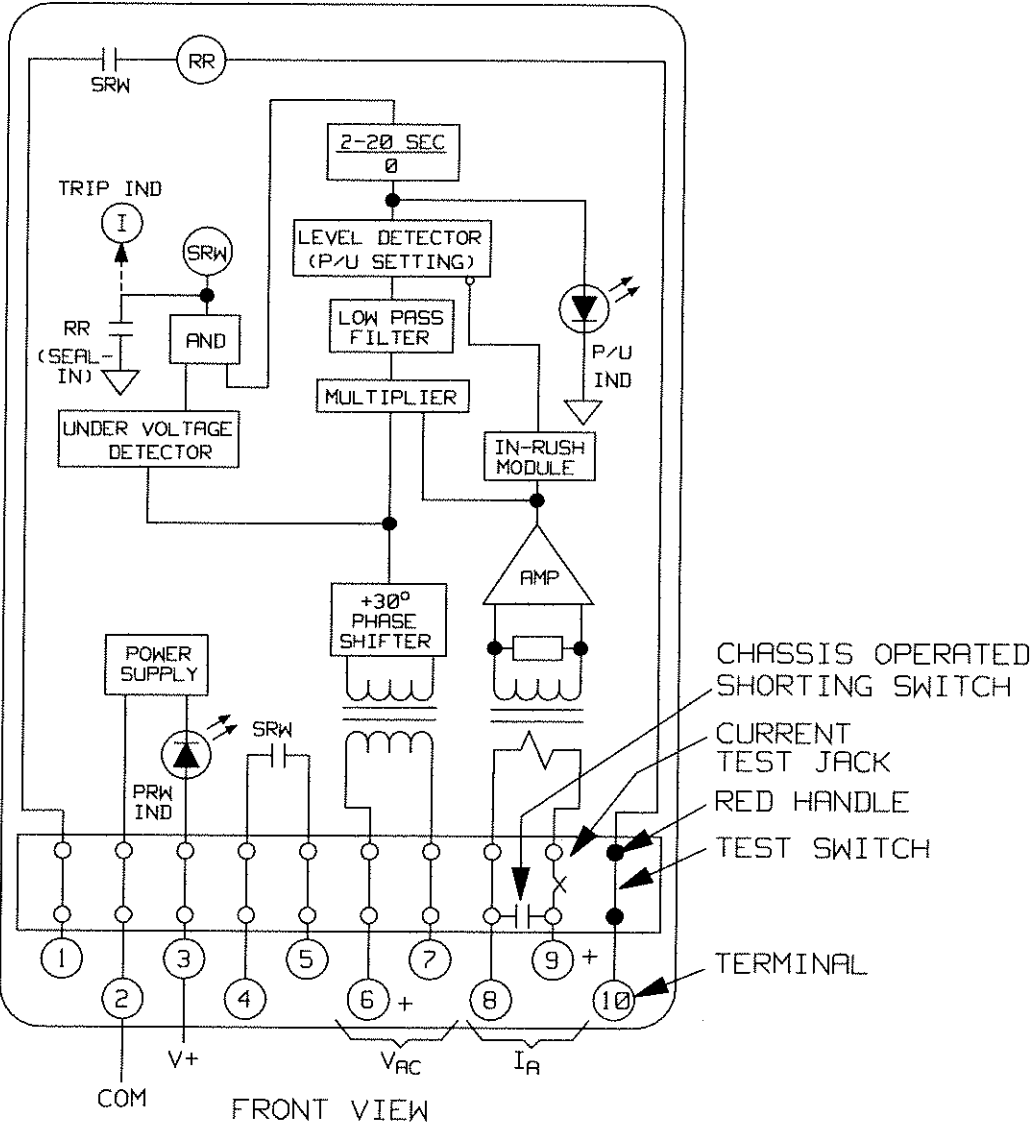 RR
SRW
2-20 SEC
0
TRIP IND
I
SRW
LEVEL DETECTOR
(P/U SETTING)
RR
(SEAL-
IN)
AND
LOW PASS
FILTER
P/U
IND
MULTIPLIER
UNDER VOLTAGE
DETECTOR
IN-RUSH
MODULE
AMP
+30°
PHASE
SHIFTER
POWER
SUPPLY
CHASSIS OPERATED
SHORTING SWITCH
SRW
CURRENT
TEST JACK
PRW
IND
RED HANDLE
TEST SWITCH
1
3
5
7
9 +
TERMINAL
2
4
6 +
8
10
V+
VAC
IA
COM
FRONT VIEW